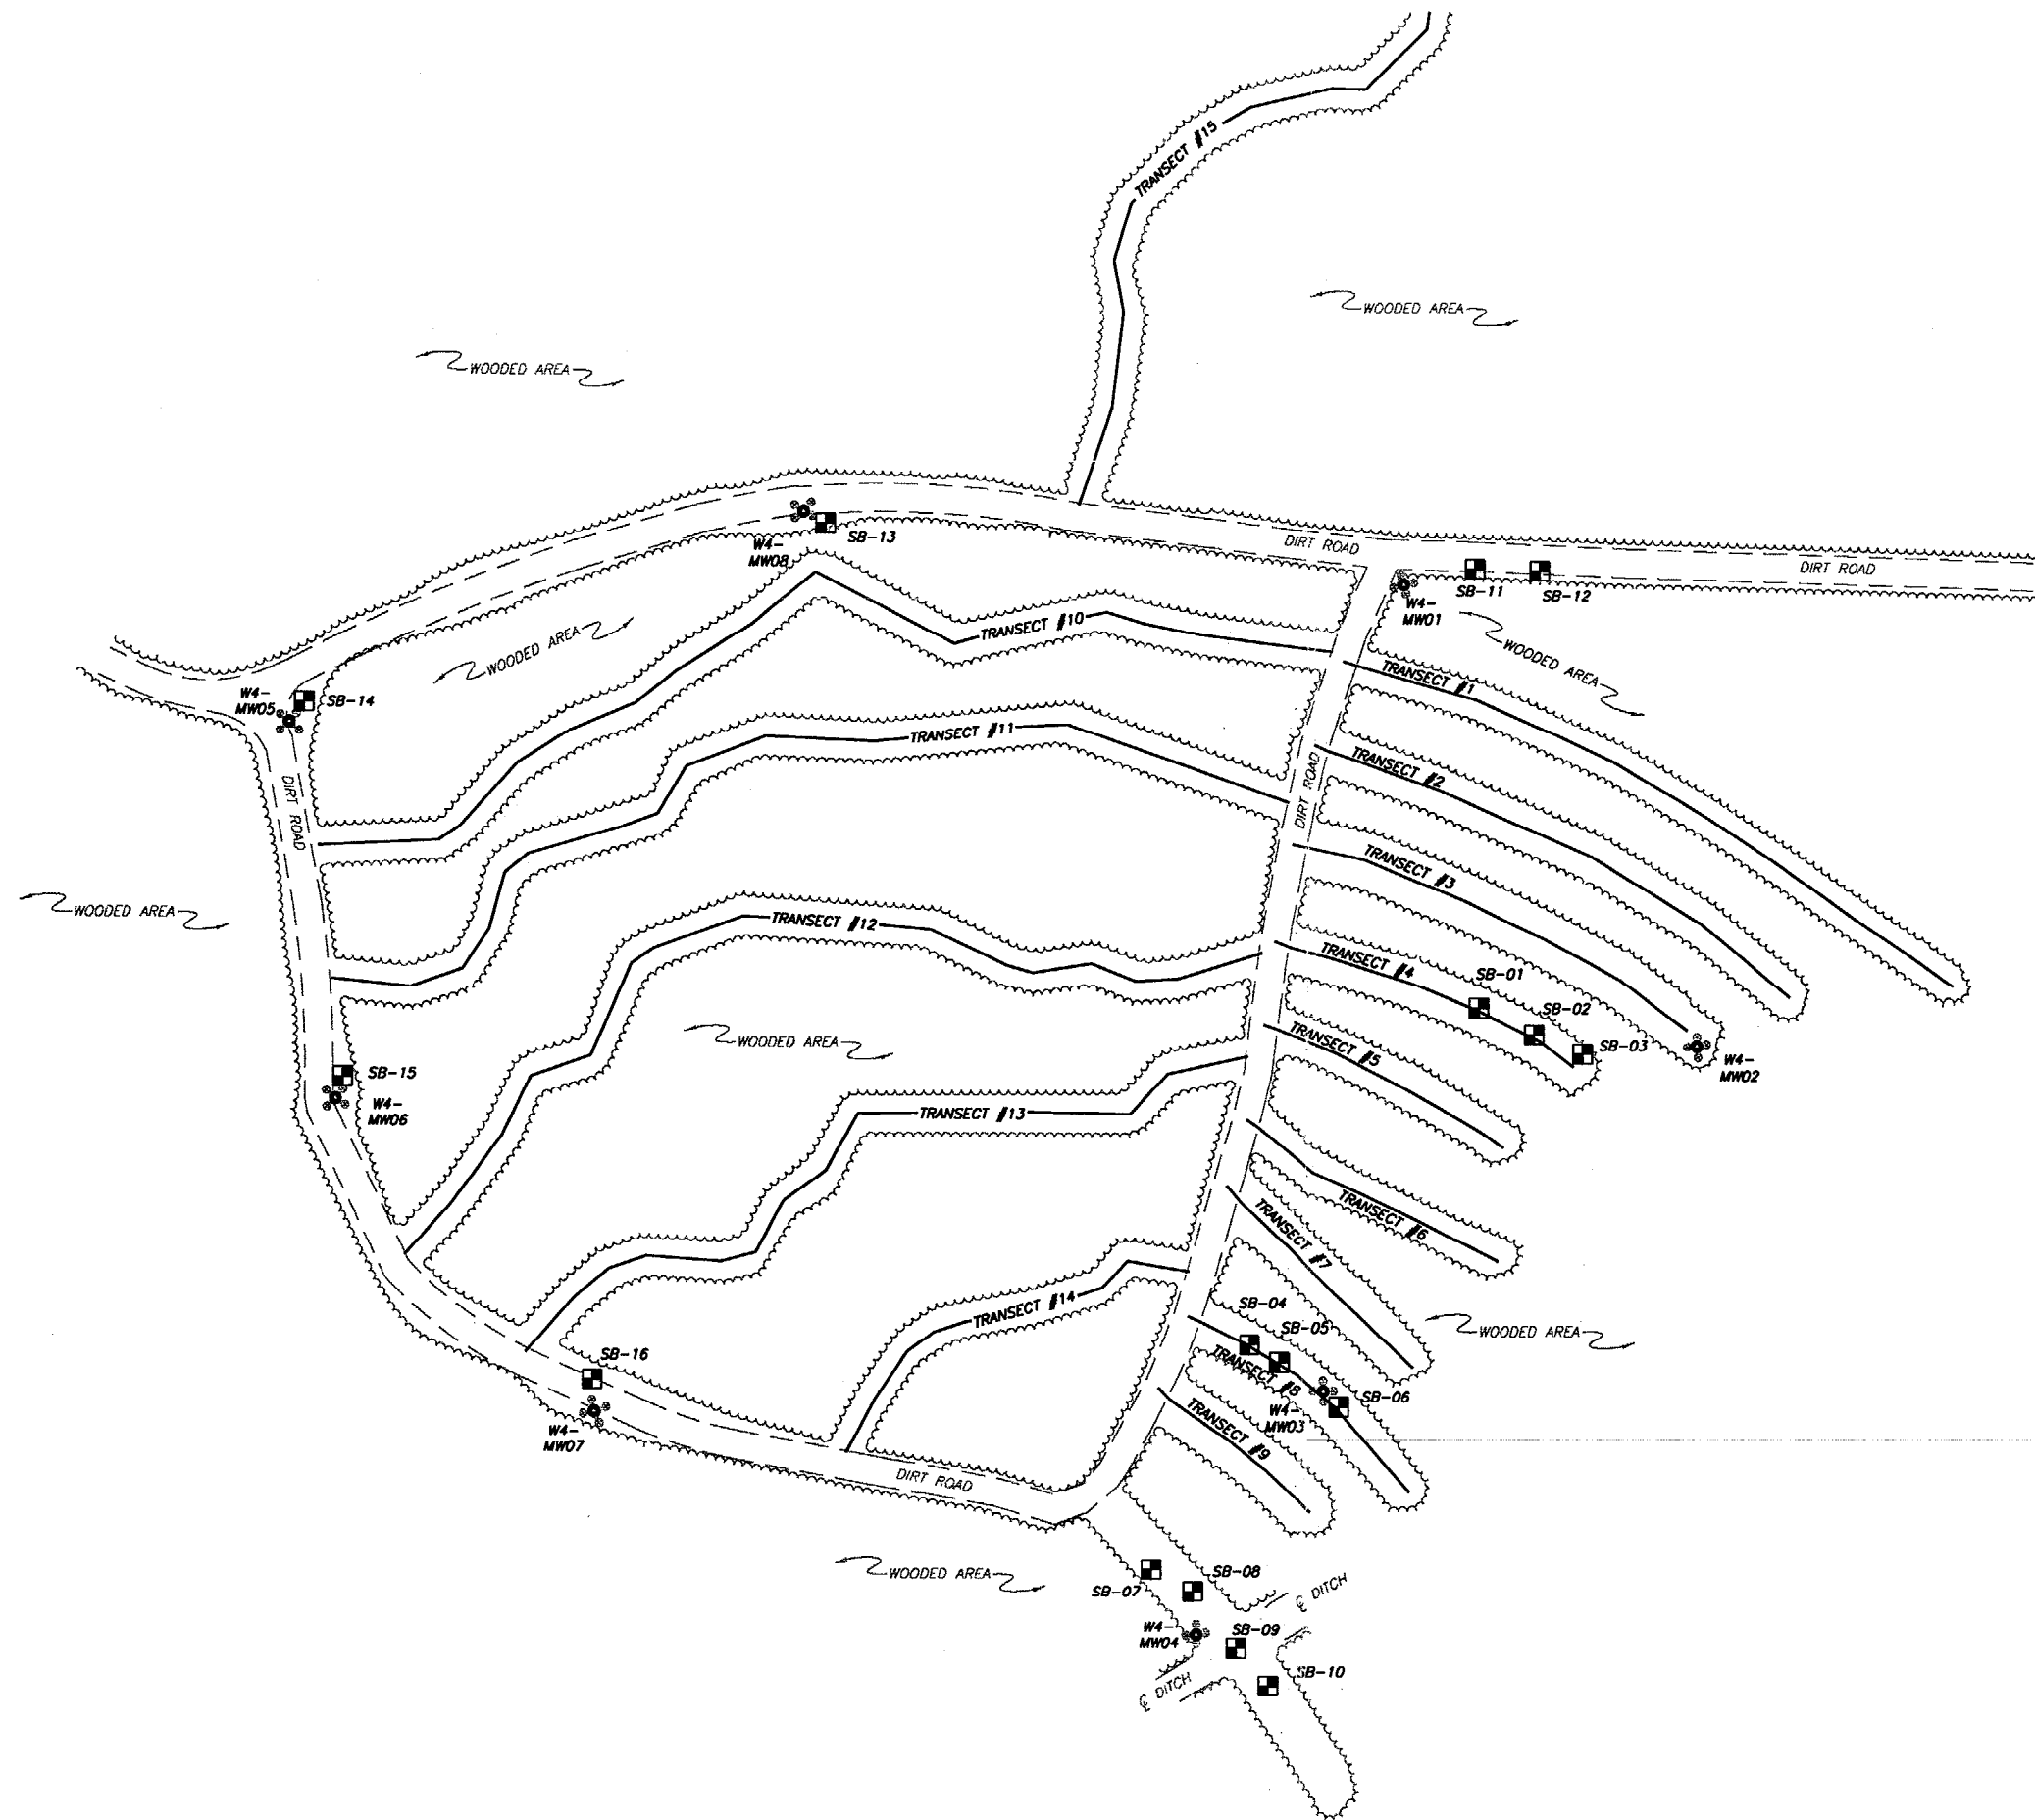 TRANSECT #15
WOODED AREA
WOODED AREA
DIRT ROAD
DIRT ROAD
SB-13
W4-
MW08
SB-11
SB-12
W4-
MW01
TRANSECT #10
WOODED AREA
WOODED AREA
TRANSECT #1
W4-
MW05
SB-14
TRANSECT #11
TRANSECT #2
DIRT ROAD
DIRT ROAD
TRANSECT #3
WOODED AREA
TRANSECT #12
TRANSECT #4
SB-01
SB-02
SB-03
WOODED AREA
TRANSECT #5
W4-
MW02
SB-15
W4-
MW06
TRANSECT #13
TRANSECT #6
TRANSECT #7
TRANSECT #14
SB-04
SB-05
WOODED AREA
SB-16
TRANSECT #8
SB-06
W4-
MW03
W4-
MW07
TRANSECT #9
DIRT ROAD
WOODED AREA
SB-07
SB-08
℄ DITCH
W4-
MW04
SB-09
SB-10
℄ DITCH